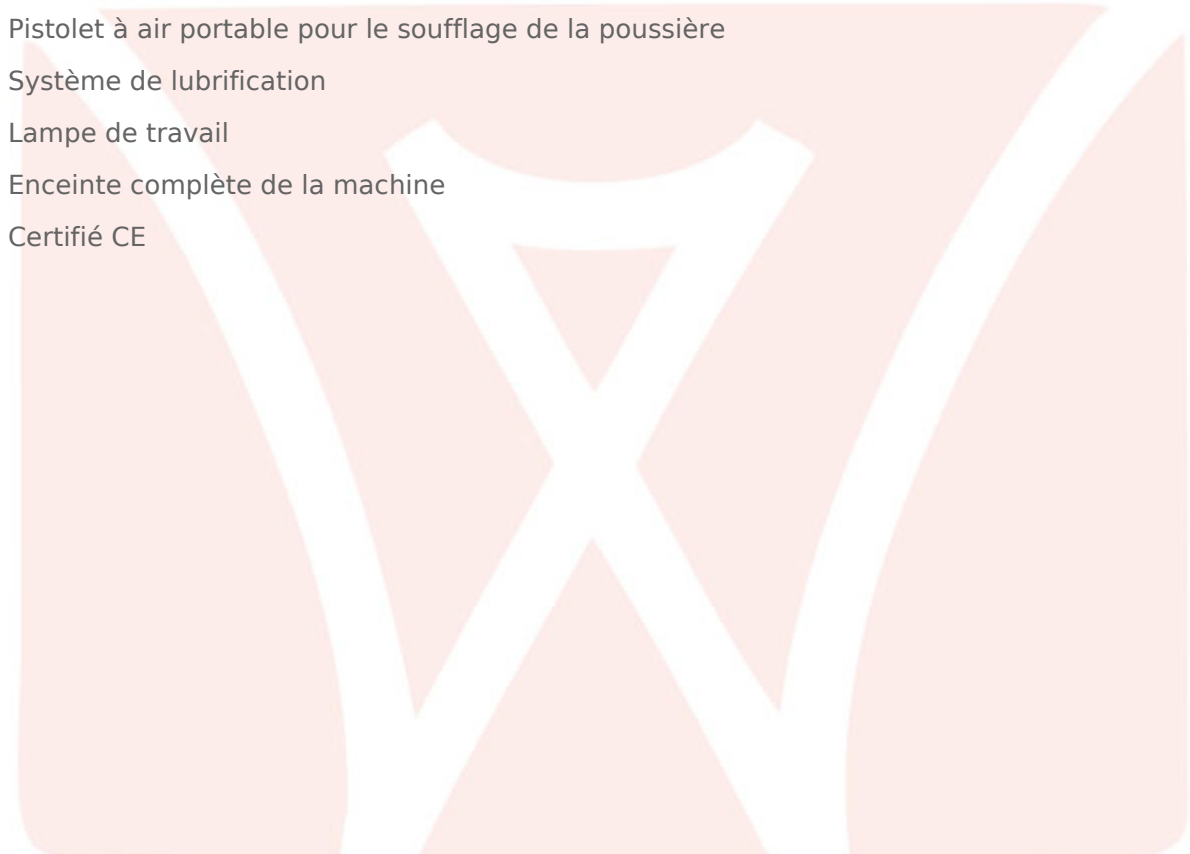 Pistolet à air portable pour le soufflage de la poussière
Système de lubrification
Lampe de travail
Enceinte complète de la machine
Certifié CE